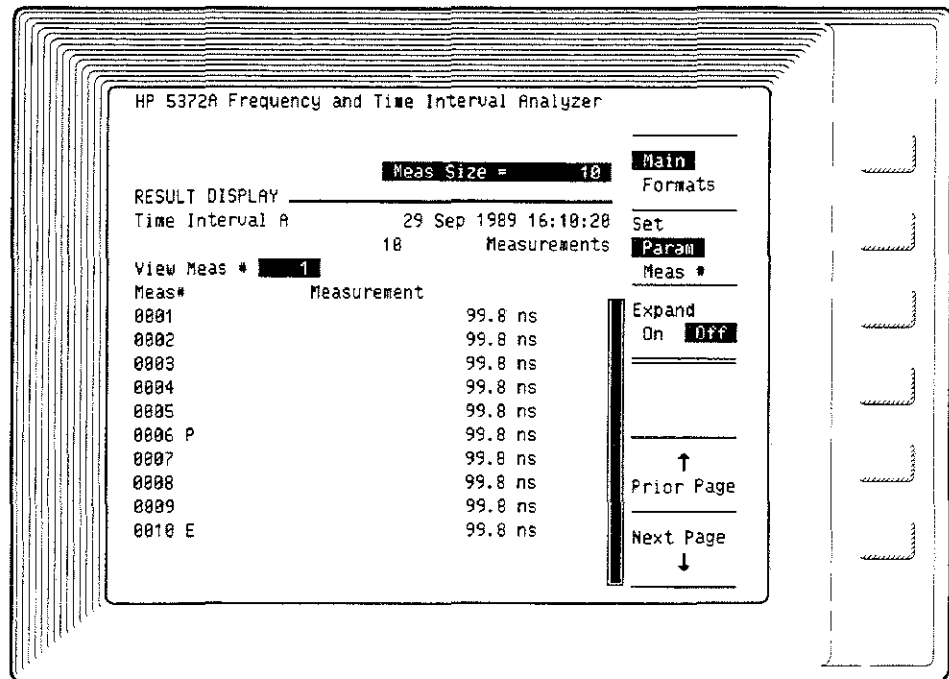 HP 5372A Frequency and Time Interval Analyzer
Meas Size = 10
RESULT DISPLAY
Time Interval A 29 Sep 1989 16:10:20
10 Measurements
View Meas # 1
Meas# Measurement
0001 99.8 ns
0002 99.8 ns
0003 99.8 ns
0004 99.8 ns
0005 99.8 ns
0006 P 99.8 ns
0007 99.8 ns
0008 99.8 ns
0009 99.8 ns
0010 E 99.8 ns
Main
Formats
Set
Param
Meas #
Expand
On Off
↑
Prior Page
Next Page
↓